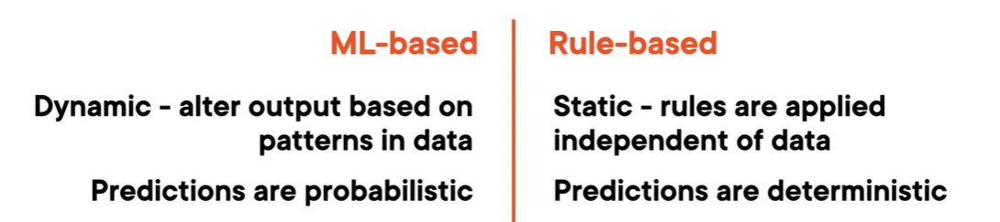 ML-based
Dynamic - alter output based on
patterns in data
Predictions are probabilistic
Rule-based
Static - rules are applied
independent of data
Predictions are deterministic